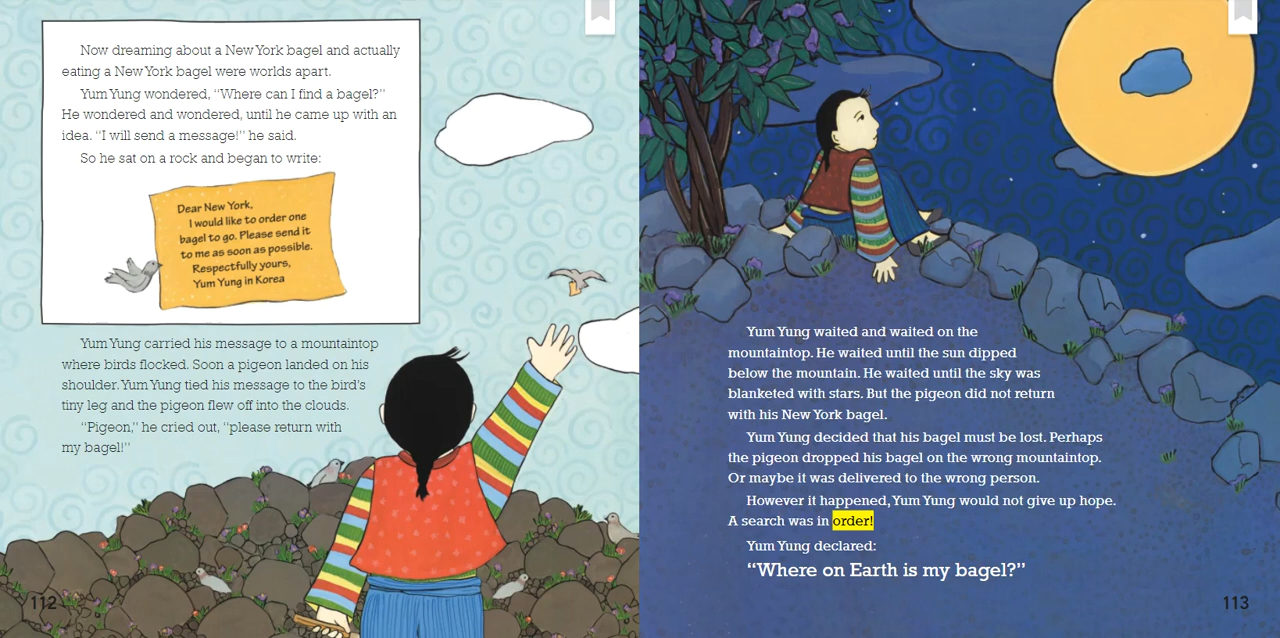 Now dreaming about a New York bagel and actually
eating a New York bagel were worlds apart.
Yum Yung wondered, “Where can I find a bagel?”
He wondered and wondered, until he came up with an
idea. “I will send a message!” he said.
So he sat on a rock and began to write:
Dear New York,
I would like to order one
bagel to go. Please send it
to me as soon as possible.
Respectfully yours,
Yum Yung in Korea
Yum Yung carried his message to a mountaintop
where birds flocked. Soon a pigeon landed on his
shoulder. Yum Yung tied his message to the bird’s
tiny leg and the pigeon flew off into the clouds.
“Pigeon,” he cried out, “please return with
my bagel!”
112
Yum Yung waited and waited on the
mountaintop. He waited until the sun dipped
below the mountain. He waited until the sky was
blanketed with stars. But the pigeon did not return
with his New York bagel.
Yum Yung decided that his bagel must be lost. Perhaps
the pigeon dropped his bagel on the wrong mountaintop.
Or maybe it was delivered to the wrong person.
However it happened, Yum Yung would not give up hope.
A search was in order!
Yum Yung declared:
“Where on Earth is my bagel?”
113